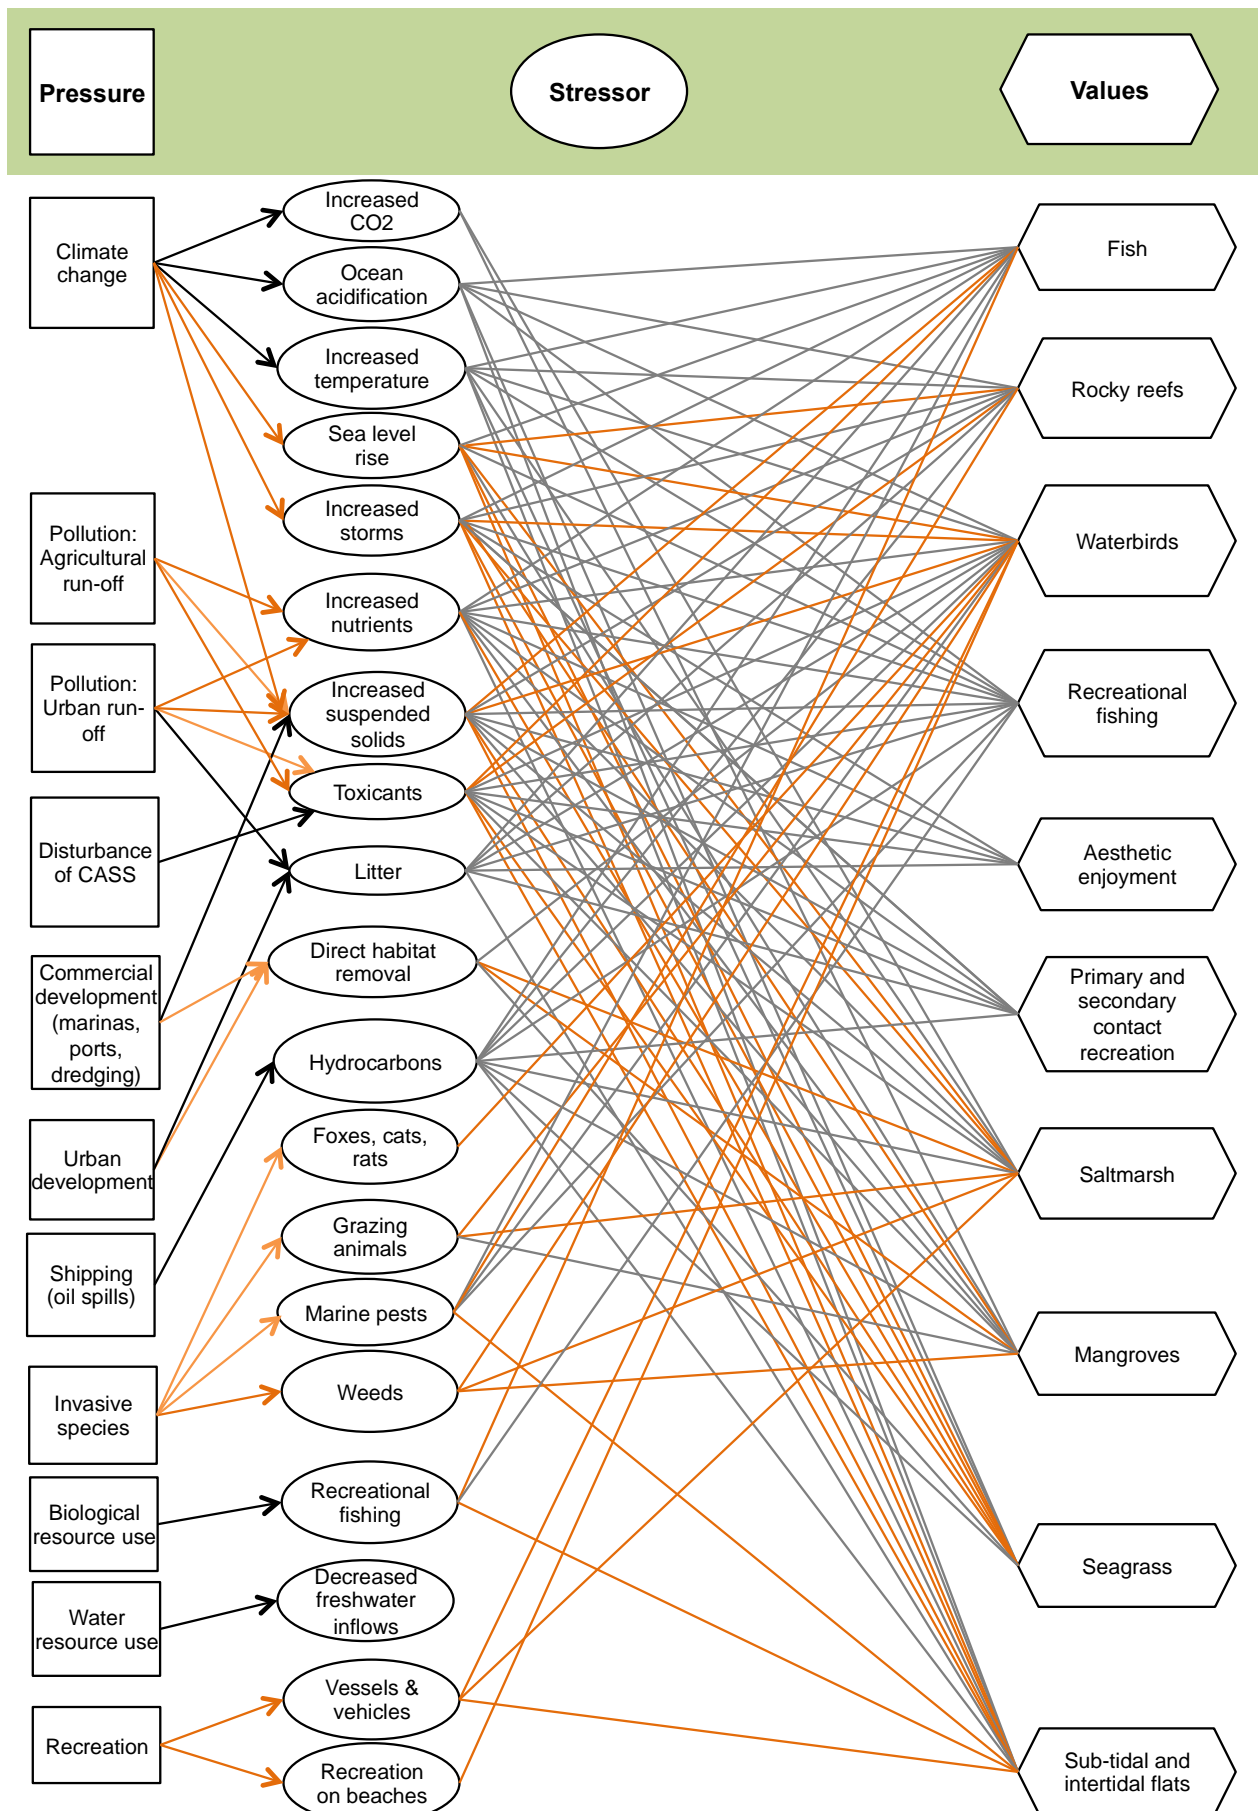 Pressure
Stressor
Values
Climate
change
Pollution:
Agricultural
run-off
Pollution:
Urban run-
off
Disturbance
of CASS
Commercial
development
(marinas,
ports,
dredging)
Urban
development
Shipping
(oil spills)
Invasive
species
Biological
resource use
Water
resource use
Recreation
Increased
CO2
Ocean
acidification
Increased
temperature
Sea level
rise
Increased
storms
Increased
nutrients
Increased
suspended
solids
Toxicants
Litter
Direct habitat
removal
Hydrocarbons
Foxes, cats,
rats
Grazing
animals
Marine pests
Weeds
Recreational
fishing
Decreased
freshwater
inflows
Vessels &
vehicles
Recreation
on beaches
Fish
Rocky reefs
Waterbirds
Recreational
fishing
Aesthetic
enjoyment
Primary and
secondary
contact
recreation
Saltmarsh
Mangroves
Seagrass
Sub-tidal and
intertidal flats